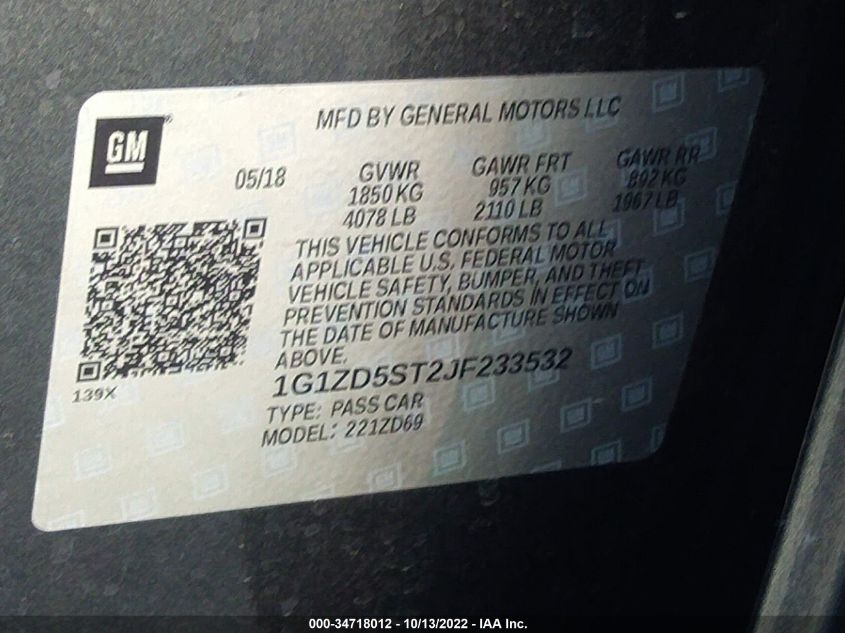 MFD BY GENERAL MOTORS LLC
GM®
05/18 GVWR GAWR FRT GAWR RR
1850 KG 957 KG 892 KG
4078 LB 2110 LB 1967 LB
THIS VEHICLE CONFORMS TO ALL
APPLICABLE U.S. FEDERAL MOTOR
VEHICLE SAFETY, BUMPER, AND THEFT
PREVENTION STANDARDS IN EFFECT ON
THE DATE OF MANUFACTURE SHOWN
ABOVE.
139X
1G1ZD5ST2JF233532
TYPE: PASS CAR
MODEL: 221ZD69
000-34718012 - 10/13/2022 - IAA Inc.